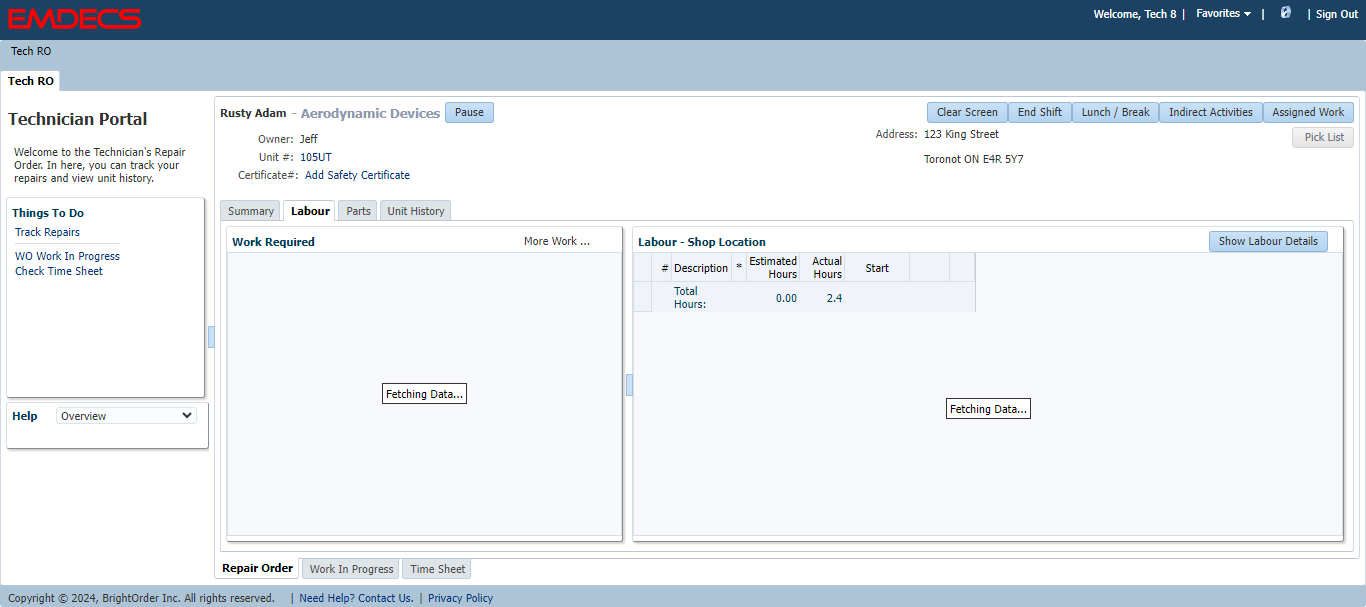 EMDECS
Welcome, Tech 8 | Favorites | | Sign Out
Tech RO
Tech RO
Technician Portal
Welcome to the Technician's Repair
Order. In here, you can track your
repairs and view unit history.
Things To Do
Track Repairs
WO Work In Progress
Check Time Sheet
Help Overview
Rusty Adam - Aerodynamic Devices Pause
Clear Screen End Shift Lunch / Break Indirect Activities Assigned Work
Owner: Jeff
Unit #: 105UT
Certificate#: Add Safety Certificate
Address: 123 King Street
Pick List
Toronot ON E4R 5Y7
Summary Labour Parts Unit History
Work Required More Work ...
Fetching Data...
Labour - Shop Location Show Labour Details
# Description * Estimated Hours Actual Hours Start
Total Hours: 0.00 2.4
Fetching Data...
Repair Order Work In Progress Time Sheet
Copyright © 2024, BrightOrder Inc. All rights reserved. | Need Help? Contact Us. | Privacy Policy